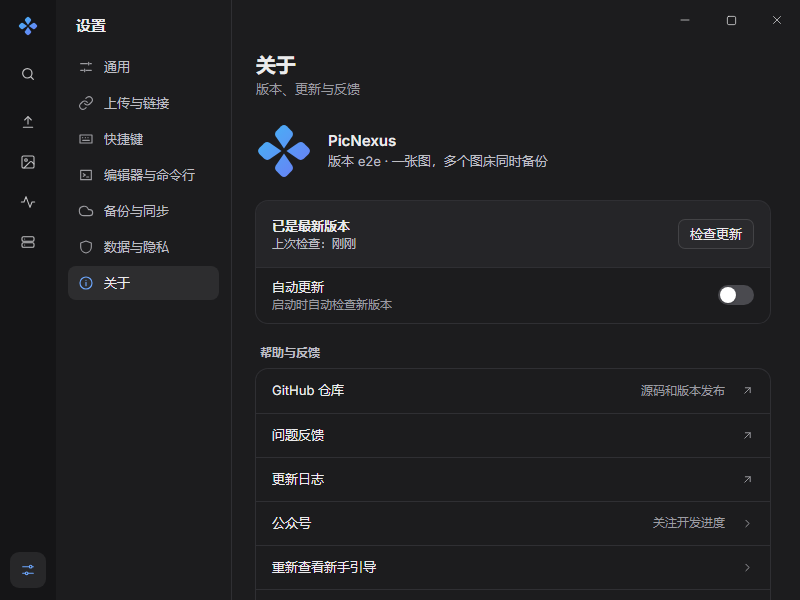 设置
通用
上传与链接
快捷键
编辑器与命令行
备份与同步
数据与隐私
关于
关于
版本、更新与反馈
PicNexus
版本 e2e · 一张图，多个图床同时备份
已是最新版本
上次检查：刚刚
检查更新
自动更新
启动时自动检查新版本
帮助与反馈
GitHub 仓库
源码和版本发布
问题反馈
更新日志
公众号
关注开发进度
重新查看新手引导